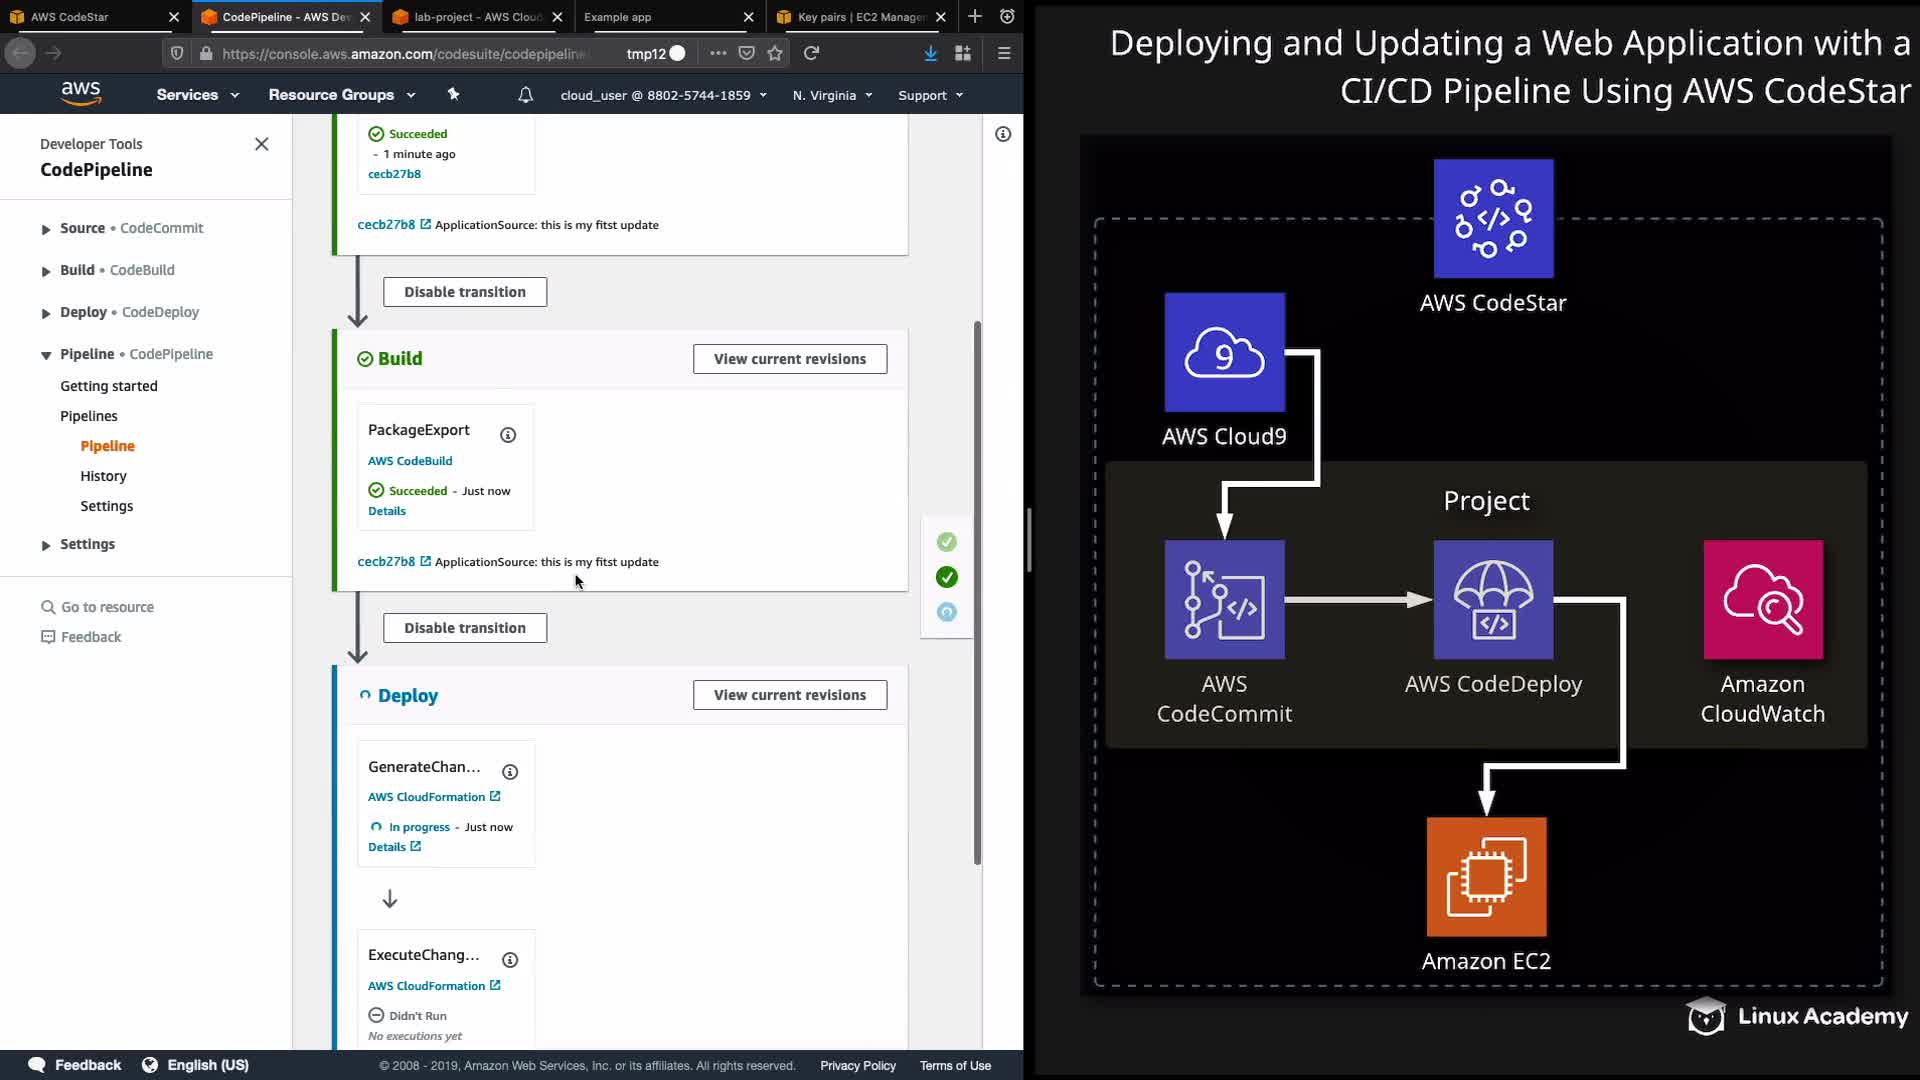 AWS CodeStar
CodePipeline - AWS Dev
lab-project - AWS Cloud
Example app
Key pairs | EC2 Manager
https://console.aws.amazon.com/codesuite/codepipeline
tmp12
aws
Services
Resource Groups
cloud_user @ 8802-5744-1859
N. Virginia
Support
Developer Tools
CodePipeline
Source • CodeCommit
Build • CodeBuild
Deploy • CodeDeploy
Pipeline • CodePipeline
Getting started
Pipelines
Pipeline
History
Settings
Settings
Go to resource
Feedback
Succeeded
- 1 minute ago
cecb27b8
cecb27b8 ApplicationSource: this is my fitst update
Disable transition
Build
View current revisions
PackageExport
AWS CodeBuild
Succeeded - Just now
Details
cecb27b8 ApplicationSource: this is my fitst update
Disable transition
Deploy
View current revisions
GenerateChan...
AWS CloudFormation
In progress - Just now
Details
ExecuteChang...
AWS CloudFormation
Didn't Run
No executions yet
Feedback
English (US)
© 2008 - 2019, Amazon Web Services, Inc. or its affiliates. All rights reserved.
Privacy Policy
Terms of Use
Deploying and Updating a Web Application with a
CI/CD Pipeline Using AWS CodeStar
AWS CodeStar
9
AWS Cloud9
Project
AWS
CodeCommit
AWS CodeDeploy
Amazon
CloudWatch
Amazon EC2
Linux Academy